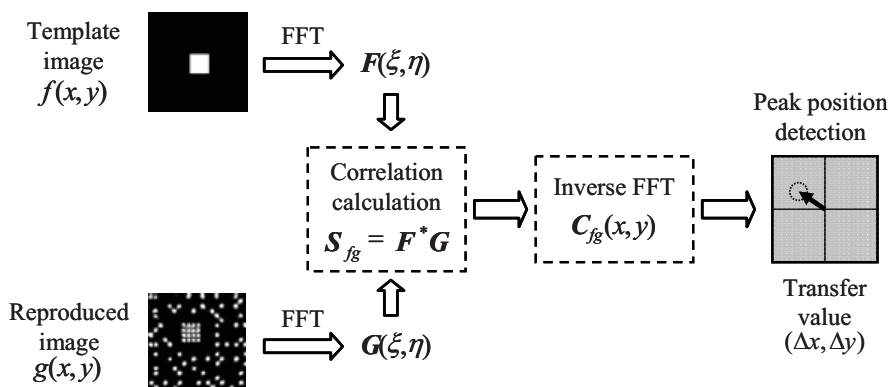 Template
image
f(x, y)
FFT
F(ξ,η)
Correlation
calculation
S_fg = F*G
Reproduced
image
g(x, y)
FFT
G(ξ,η)
Inverse FFT
C_fg(x, y)
Peak position
detection
Transfer
value
(Δx, Δy)